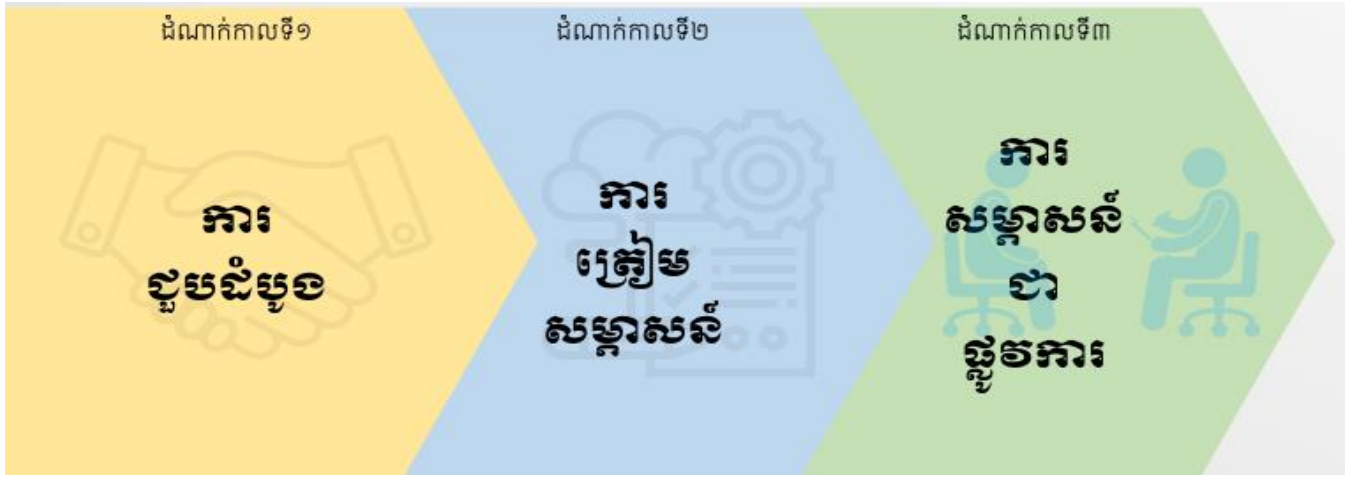 ដំណាក់កាលទី១
ការ
ជួបដំបូង
ដំណាក់កាលទី២
ការ
ត្រៀម
សម្ភាសន៍
ដំណាក់កាលទី៣
ការ
សម្ភាសន៍
ជា
ផ្លូវការ